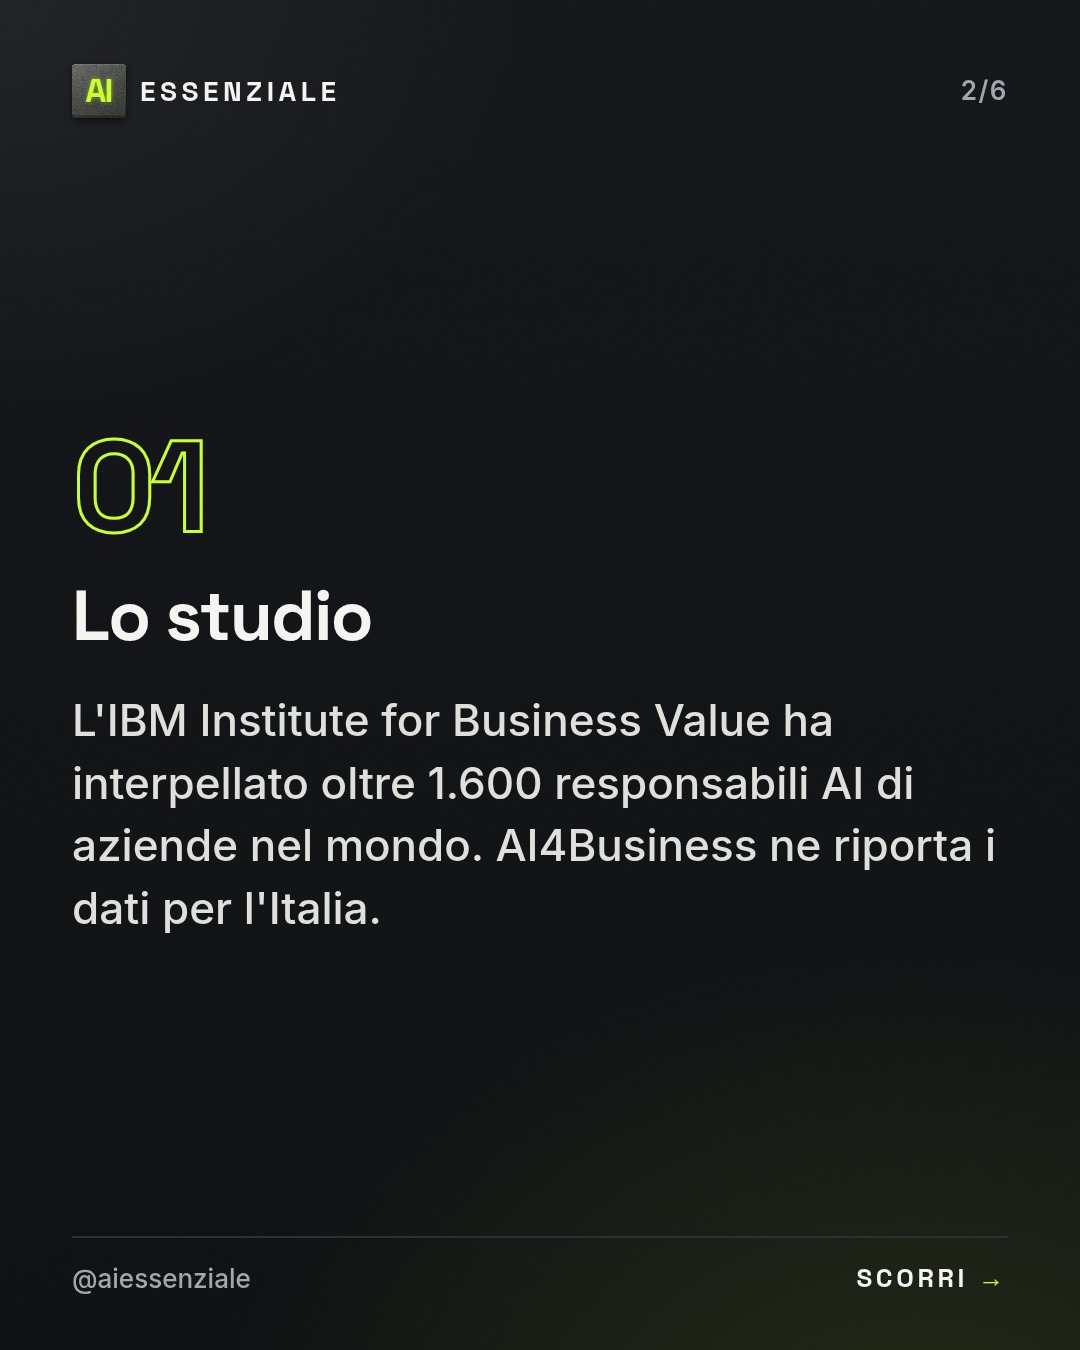 AI ESSENZIALE
2/6
01
Lo studio
L'IBM Institute for Business Value ha
interpellato oltre 1.600 responsabili AI di
aziende nel mondo. AI4Business ne riporta i
dati per l'Italia.
@aiessenziale
SCORRI →